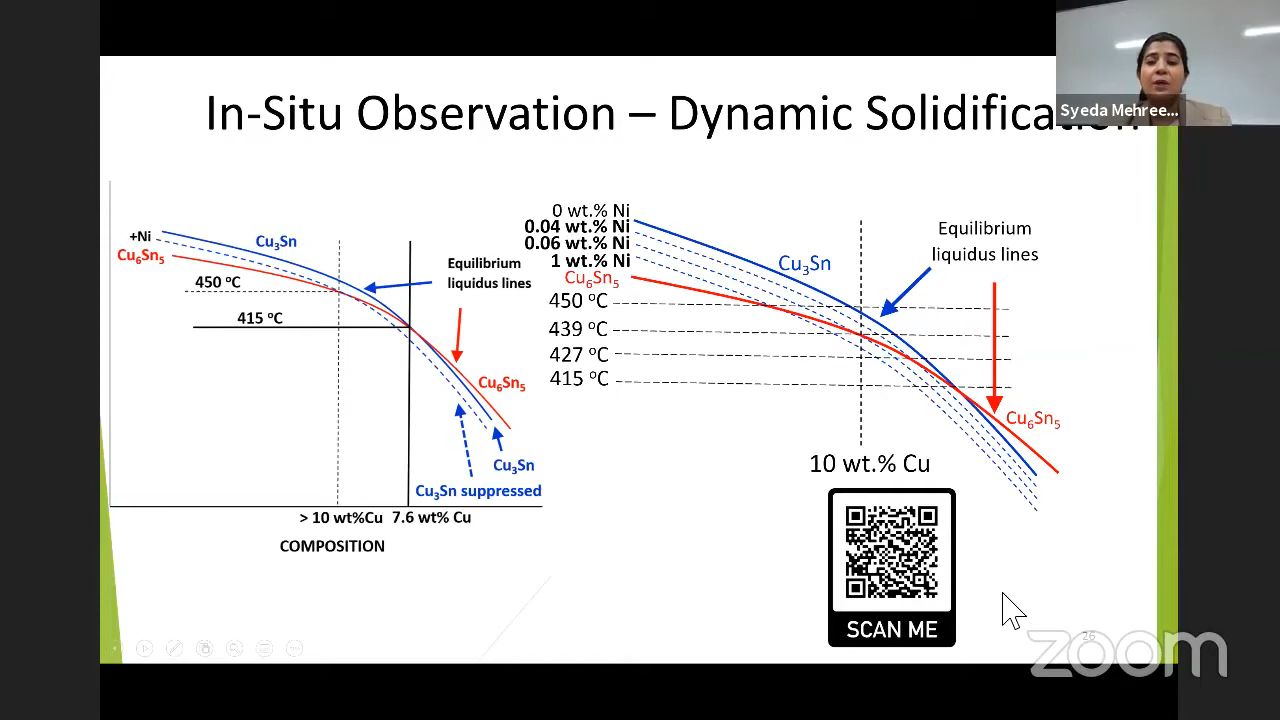 In-Situ Observation – Dynamic Solidification
Syeda Mehree...
+Ni
Cu₆Sn₅
Cu₃Sn
450 °C
415 °C
Equilibrium
liquidus lines
Cu₆Sn₅
Cu₃Sn
Cu₃Sn suppressed
> 10 wt%Cu
7.6 wt% Cu
COMPOSITION
0 wt.% Ni
0.04 wt.% Ni
0.06 wt.% Ni
1 wt.% Ni
Cu₆Sn₅
450 °C
439 °C
427 °C
415 °C
Cu₃Sn
Equilibrium
liquidus lines
Cu₆Sn₅
10 wt.% Cu
SCAN ME
26
zoom